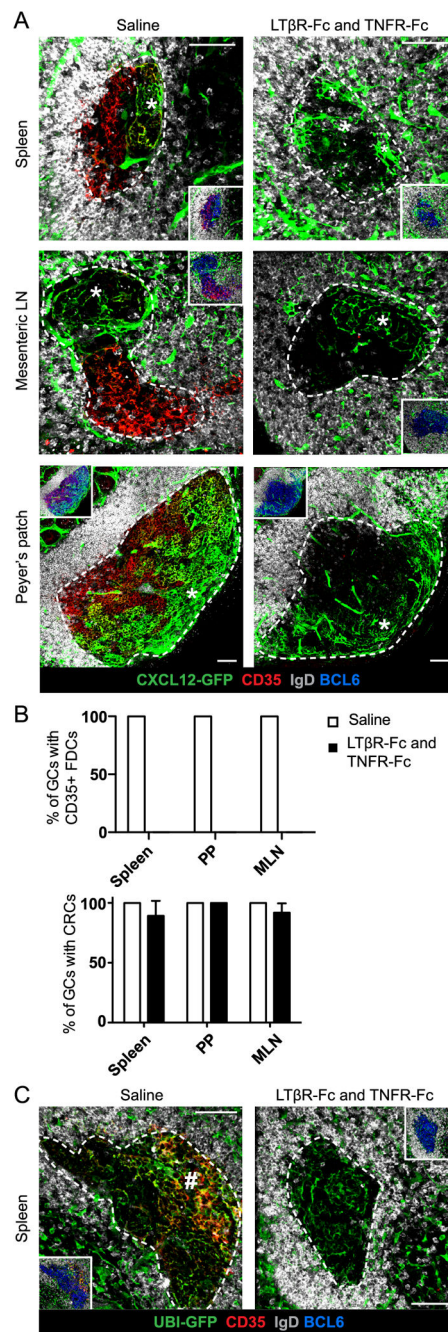 A
Saline
LTβR-Fc and TNFR-Fc
Spleen
*
*
*
*
Mesenteric LN
*
*
Peyer's patch
*
*
CXCL12-GFP CD35 IgD BCL6
B
% of GCs with
CD35+ FDCs
100
50
0
Spleen
PP
MLN
Saline
LTβR-Fc and
TNFR-Fc
% of GCs with CRCs
100
50
0
Spleen
PP
MLN
C
Saline
LTβR-Fc and TNFR-Fc
Spleen
#
UBI-GFP CD35 IgD BCL6